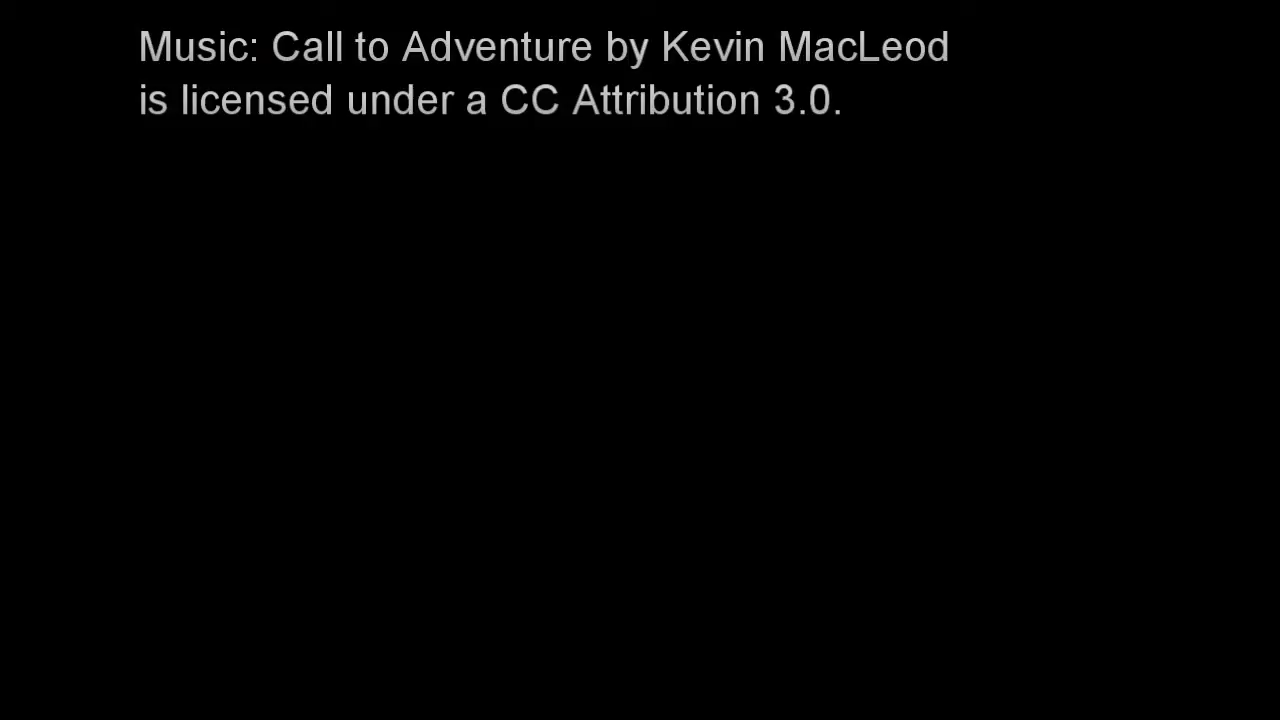 Music: Call to Adventure by Kevin MacLeod
is licensed under a CC Attribution 3.0.